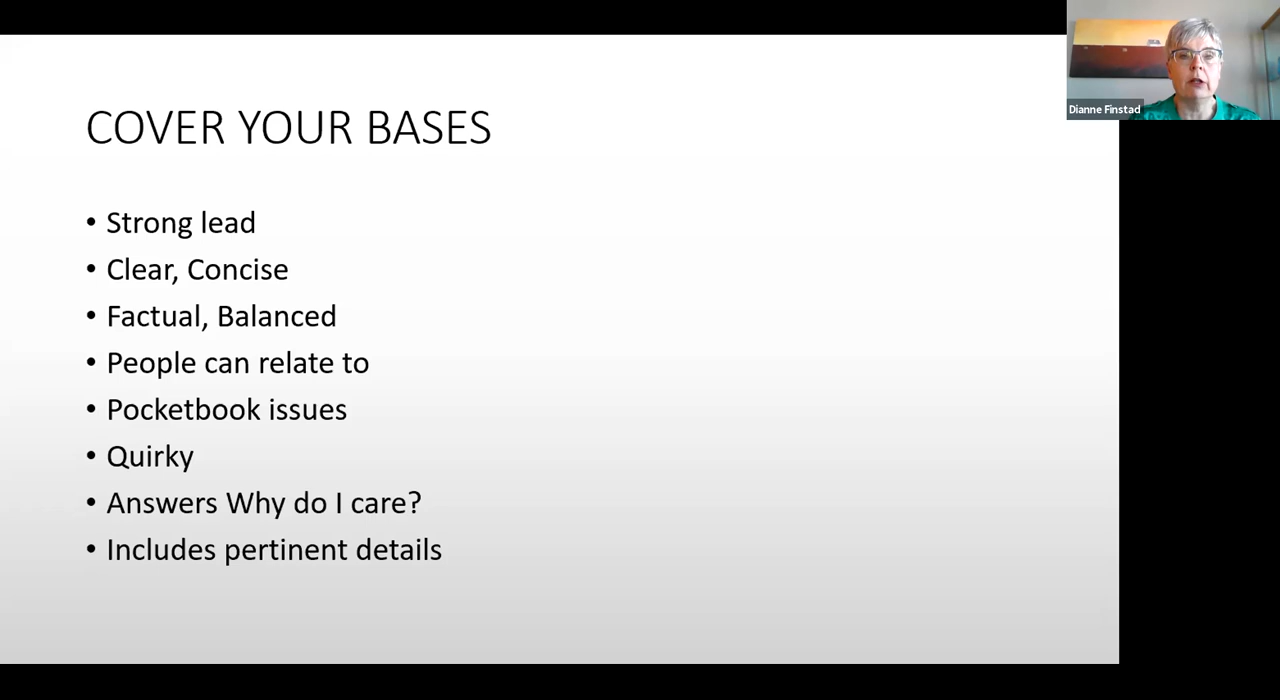 COVER YOUR BASES
• Strong lead
• Clear, Concise
• Factual, Balanced
• People can relate to
• Pocketbook issues
• Quirky
• Answers Why do I care?
• Includes pertinent details
Dianne Finstad